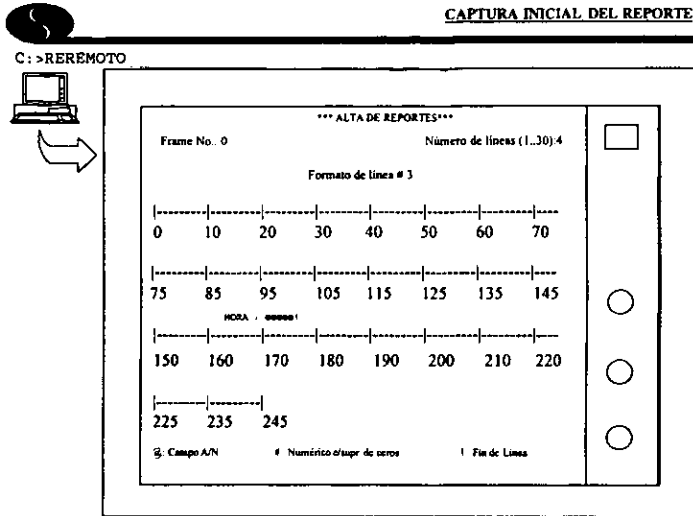 CAPTURA INICIAL DEL REPORTE
C:>REREMOTO
*** ALTA DE REPORTES***
Frame No.. 0 Número de líneas (1..30):4
Formato de línea # 3
|---------|---------|---------|---------|---------|---------|---------|----
0 10 20 30 40 50 60 70
|---------|---------|---------|---------|---------|---------|---------|----
75 85 95 105 115 125 135 145
HORA : @@@@@!
|---------|---------|---------|---------|---------|---------|---------|----
150 160 170 180 190 200 210 220
|---------|---------|
225 235 245
@: Campo A/N # Numérico c/supr de ceros ! Fin de Línea